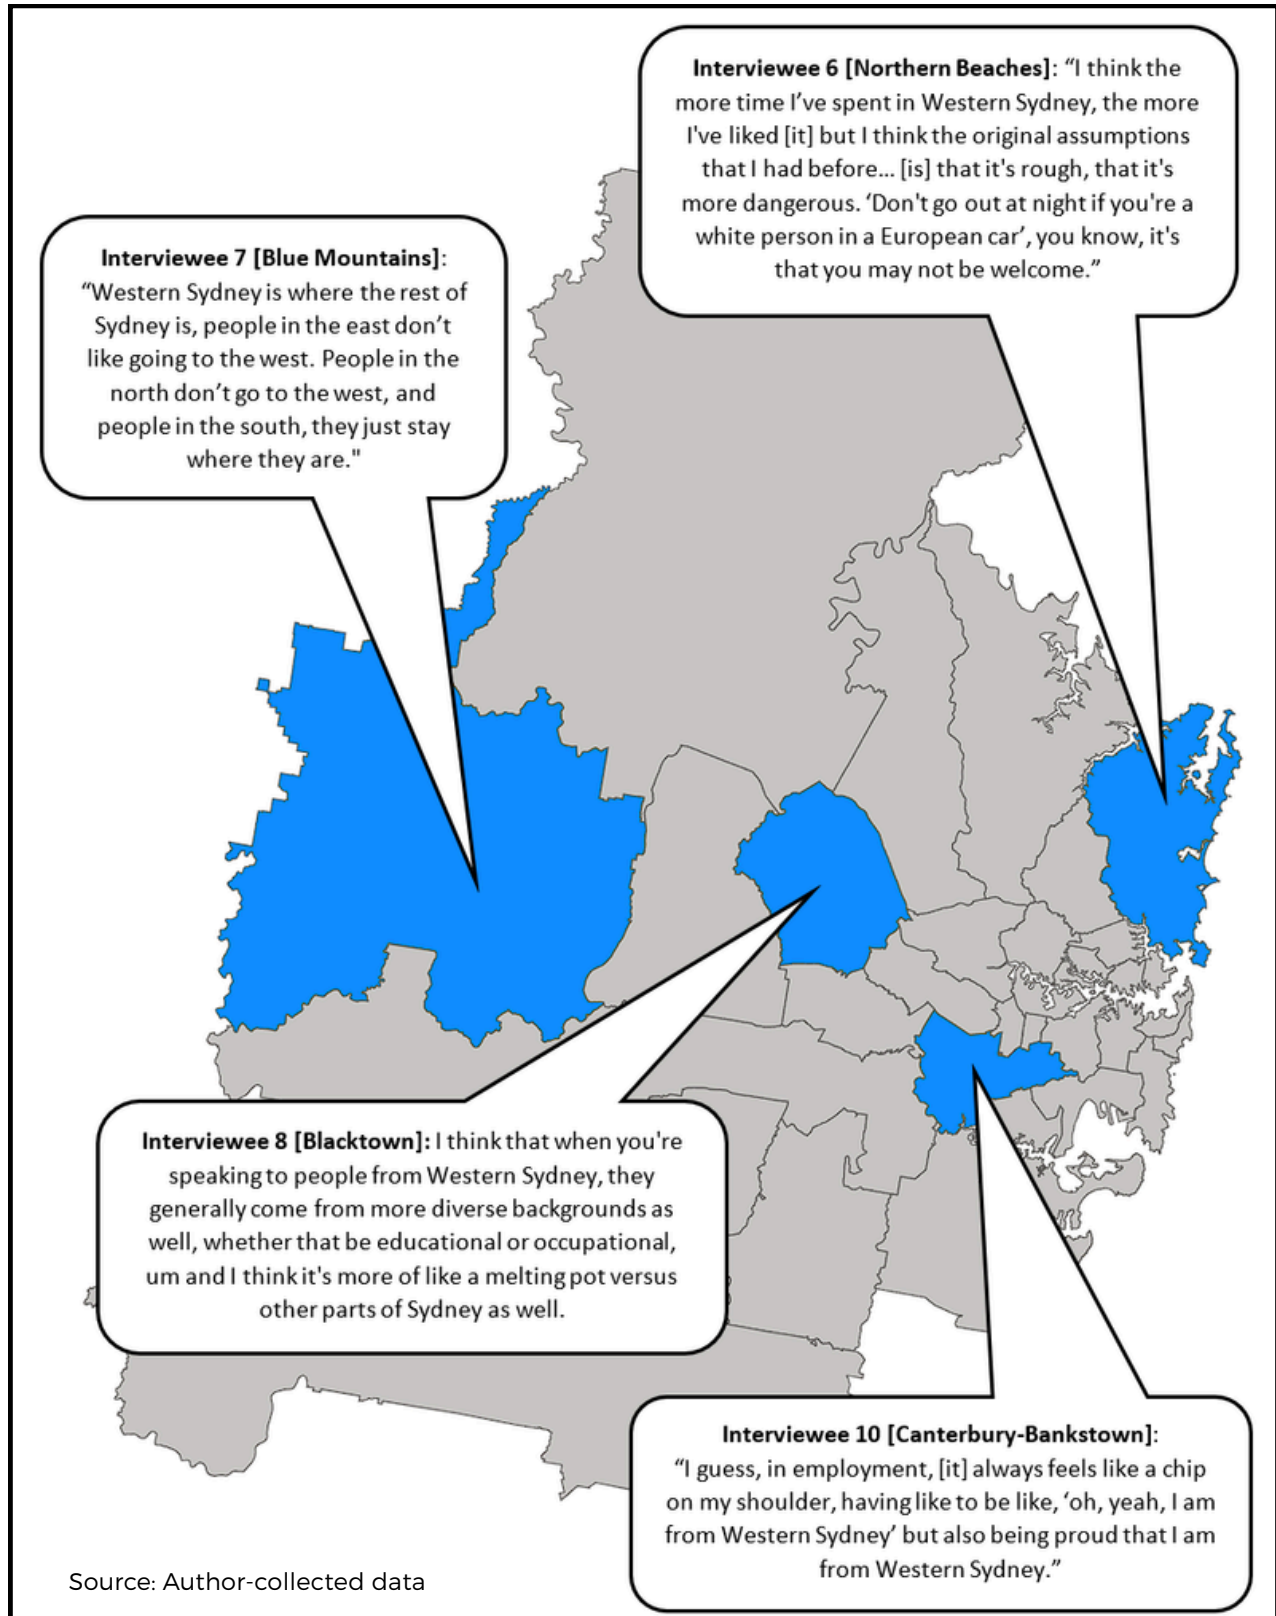 Interviewee 6 [Northern Beaches]: “I think the
more time I’ve spent in Western Sydney, the more
I've liked [it] but I think the original assumptions
that I had before... [is] that it's rough, that it's
more dangerous. ‘Don't go out at night if you're a
white person in a European car’, you know, it's
that you may not be welcome.”
Interviewee 7 [Blue Mountains]:
“Western Sydney is where the rest of
Sydney is, people in the east don’t
like going to the west. People in the
north don’t go to the west, and
people in the south, they just stay
where they are."
Interviewee 8 [Blacktown]: I think that when you're
speaking to people from Western Sydney, they
generally come from more diverse backgrounds as
well, whether that be educational or occupational,
um and I think it's more of like a melting pot versus
other parts of Sydney as well.
Interviewee 10 [Canterbury-Bankstown]:
“I guess, in employment, [it] always feels like a chip
on my shoulder, having like to be like, ‘oh, yeah, I am
from Western Sydney’ but also being proud that I am
from Western Sydney.”
Source: Author-collected data